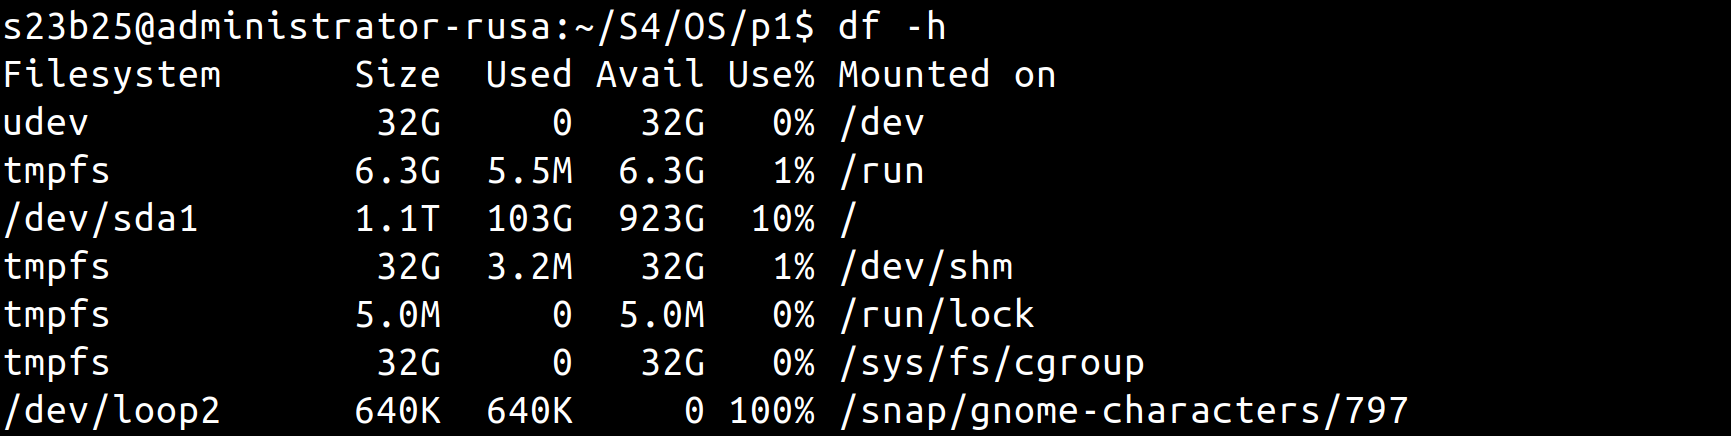 s23b25@administrator-rusa:~/S4/OS/p1$ df -h
Filesystem      Size  Used Avail Use% Mounted on
udev             32G     0   32G   0% /dev
tmpfs           6.3G  5.5M  6.3G   1% /run
/dev/sda1       1.1T  103G  923G  10% /
tmpfs            32G  3.2M   32G   1% /dev/shm
tmpfs           5.0M     0  5.0M   0% /run/lock
tmpfs            32G     0   32G   0% /sys/fs/cgroup
/dev/loop2      640K  640K     0 100% /snap/gnome-characters/797